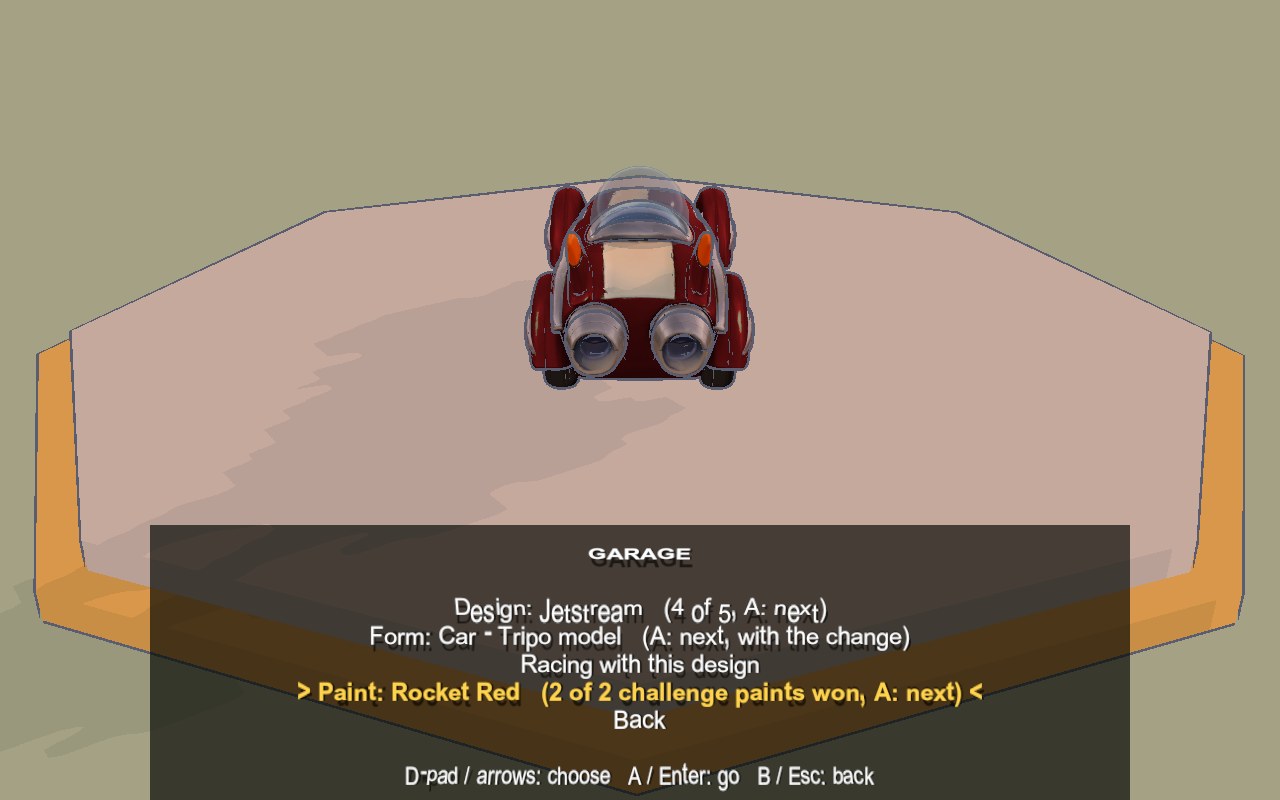 GARAGE
Design: Jetstream (4 of 5, A: next)
Form: Car - Tripo model (A: next, with the change)
Racing with this design
> Paint: Rocket Red (2 of 2 challenge paints won, A: next) <
Back
D-pad / arrows: choose A / Enter: go B / Esc: back